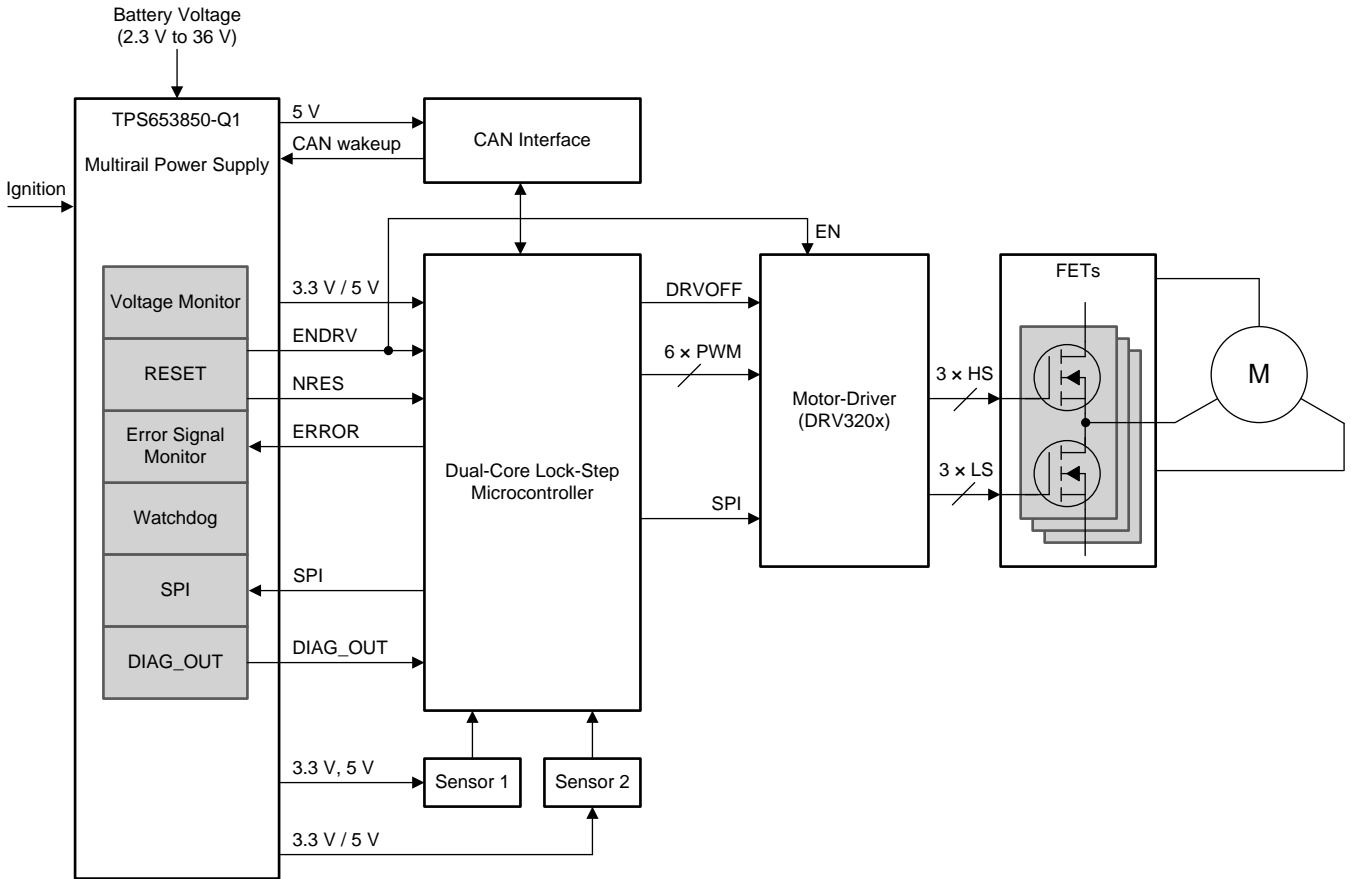 Battery Voltage
(2.3 V to 36 V)
TPS653850-Q1
Multirail Power Supply
Ignition
5 V
CAN wakeup
CAN Interface
EN
Voltage Monitor
RESET
Error Signal
Monitor
Watchdog
SPI
DIAG_OUT
3.3 V / 5 V
ENDRV
NRES
ERROR
SPI
DIAG_OUT
Dual-Core Lock-Step
Microcontroller
DRVOFF
6 × PWM
SPI
Motor-Driver
(DRV320x)
3 × HS
3 × LS
FETs
M
3.3 V, 5 V
Sensor 1
Sensor 2
3.3 V / 5 V